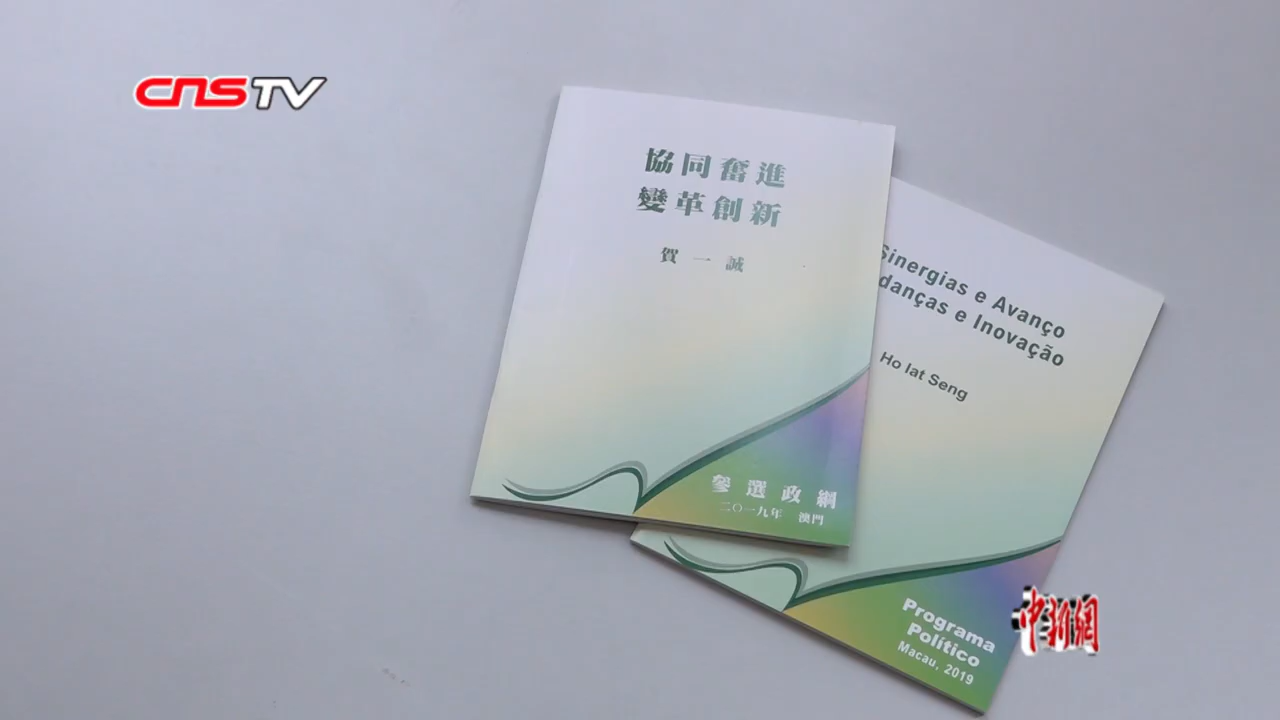 CNSTV
協同奮進
變革創新
賀一誠
參選政綱
二〇一九年 澳門
Sinergias e Avanço
danças e Inovação
Ho Iat Seng
Programa
Político
Macau, 2019
中新網